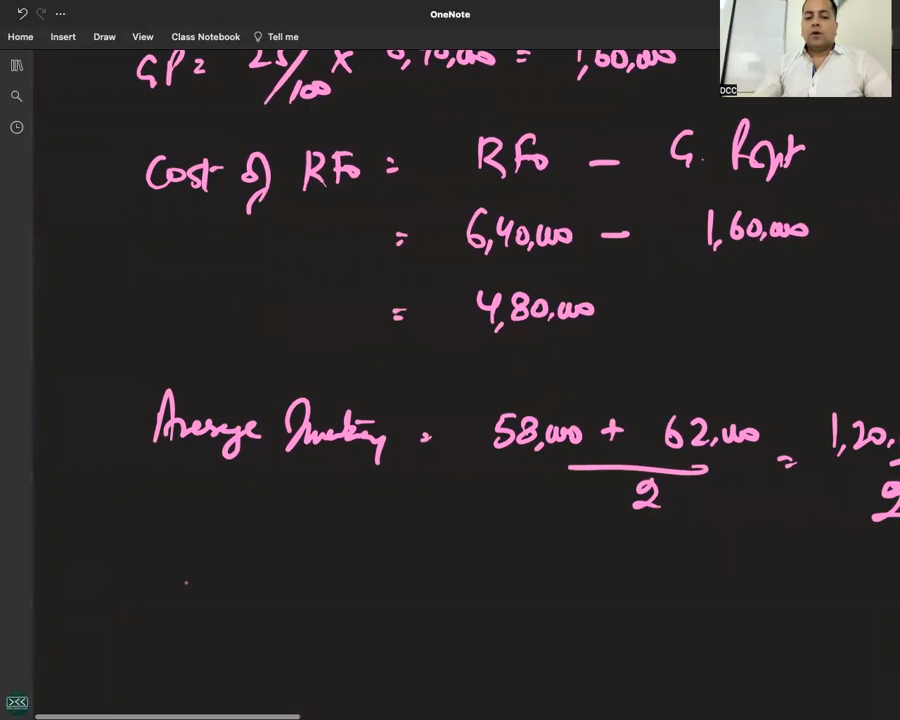 OneNote
Home Insert Draw View Class Notebook Tell me
DCC
GP = 25/100 × 6,40,000 = 1,60,000
Cost of RFO = RFO - G. Profit
= 6,40,000 - 1,60,000
= 4,80,000
Average Inventory = 58,000 + 62,000 / 2 = 1,20, / 2